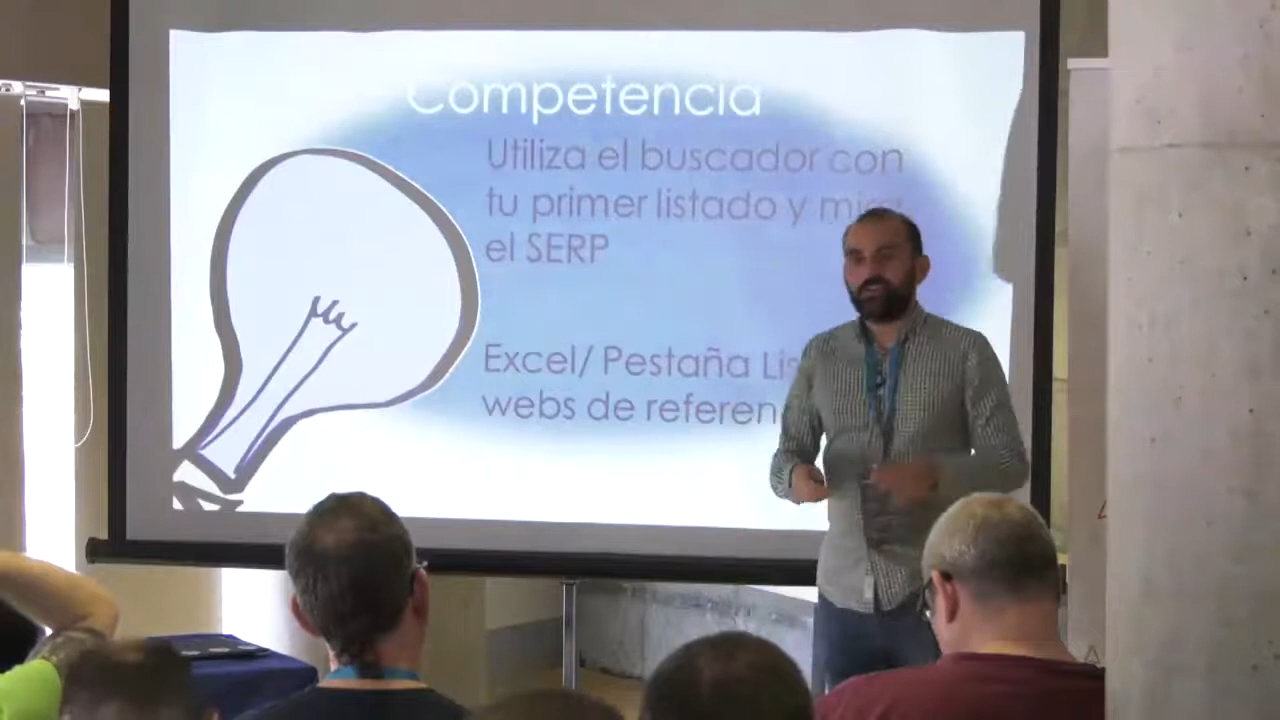 Competencia
Utiliza el buscador con
tu primer listado y
el SERP
Excel/ Pestaña
webs de